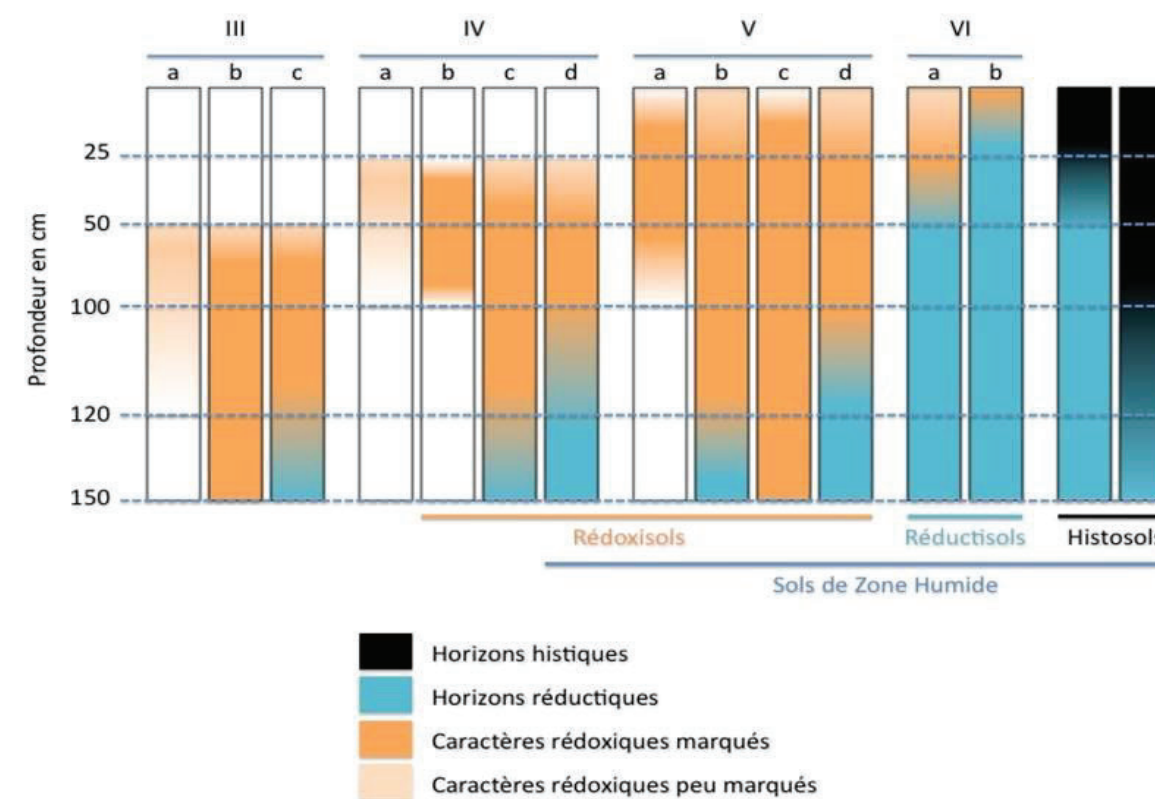 III IV V VI
a b c a b c d a b c d a b
25
50
100
120
150
Profondeur en cm
Rédoxisols Réductisols Histosols
Sols de Zone Humide
Horizons histiques
Horizons réductiques
Caractères rédoxiques marqués
Caractères rédoxiques peu marqués